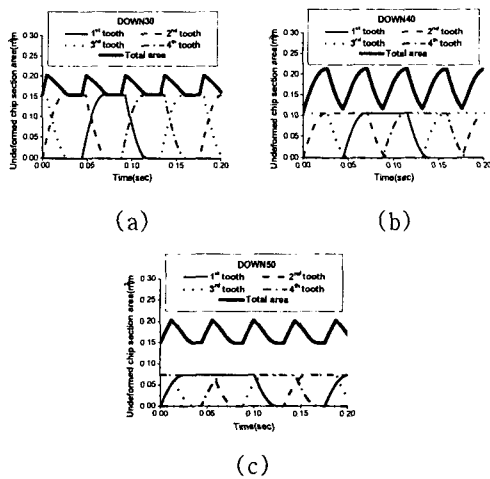 DOWN30
1st tooth 2nd tooth
3rd tooth 4th tooth
Total area
Undeformed chip section area(m³m
0.30
0.25
0.20
0.15
0.10
0.05
0.00
0.00 0.05 0.10 0.15 0.20
Time(sec)
(a)
DOWN40
1st tooth 2nd tooth
3rd tooth 4th tooth
Total area
Undeformed chip section area(m³m
0.30
0.25
0.20
0.15
0.10
0.05
0.00
0.00 0.05 0.10 0.15 0.20
Time(sec)
(b)
DOWN50
1st tooth 2nd tooth
3rd tooth 4th tooth
Total area
Undeformed chip section area(m³m
0.30
0.25
0.20
0.15
0.10
0.05
0.00
0.00 0.05 0.10 0.15 0.20
Time(sec)
(c)